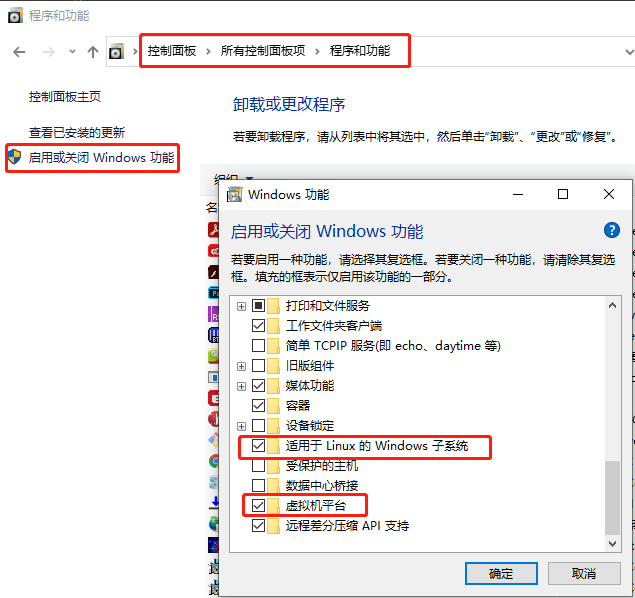 程序和功能
控制面板 › 所有控制面板项 › 程序和功能
控制面板主页
卸载或更改程序
查看已安装的更新
若要卸载程序，请从列表中将其选中，然后单击“卸载”、“更改”或“修复”。
启用或关闭 Windows 功能
组织
名
Windows 功能
启用或关闭 Windows 功能
若要启用一种功能，请选择其复选框。若要关闭一种功能，请清除其复选
框。填充的框表示仅启用该功能的一部分。
打印和文件服务
工作文件夹客户端
简单 TCPIP 服务(即 echo、daytime 等)
旧版组件
媒体功能
容器
设备锁定
适用于 Linux 的 Windows 子系统
受保护的主机
数据中心桥接
虚拟机平台
远程差分压缩 API 支持
确定
取消